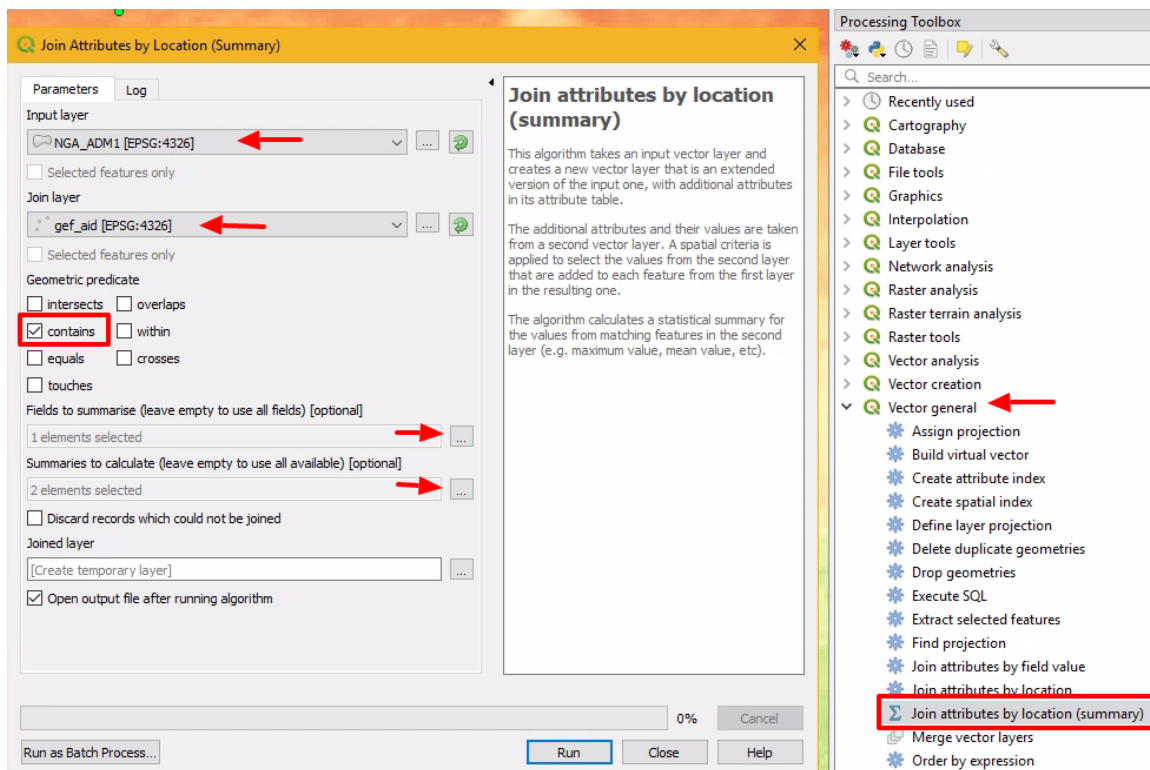 Join Attributes by Location (Summary)
Parameters
Log
Input layer
NGA_ADM1 [EPSG:4326]
...
Selected features only
Join layer
gef_aid [EPSG:4326]
...
Selected features only
Geometric predicate
intersects
overlaps
contains
within
equals
crosses
touches
Fields to summarise (leave empty to use all fields) [optional]
1 elements selected
...
Summaries to calculate (leave empty to use all available) [optional]
2 elements selected
...
Discard records which could not be joined
Joined layer
[Create temporary layer]
...
Open output file after running algorithm
Join attributes by location
(summary)
This algorithm takes an input vector layer and
creates a new vector layer that is an extended
version of the input one, with additional attributes
in its attribute table.
The additional attributes and their values are taken
from a second vector layer. A spatial criteria is
applied to select the values from the second layer
that are added to each feature from the first layer
in the resulting one.
The algorithm calculates a statistical summary for
the values from matching features in the second
layer (e.g. maximum value, mean value, etc).
0%
Cancel
Run as Batch Process...
Run
Close
Help
Processing Toolbox
Search...
Recently used
Cartography
Database
File tools
Graphics
Interpolation
Layer tools
Network analysis
Raster analysis
Raster terrain analysis
Raster tools
Vector analysis
Vector creation
Vector general
Assign projection
Build virtual vector
Create attribute index
Create spatial index
Define layer projection
Delete duplicate geometries
Drop geometries
Execute SQL
Extract selected features
Find projection
Join attributes by field value
Join attributes by location
Join attributes by location (summary)
Merge vector layers
Order by expression